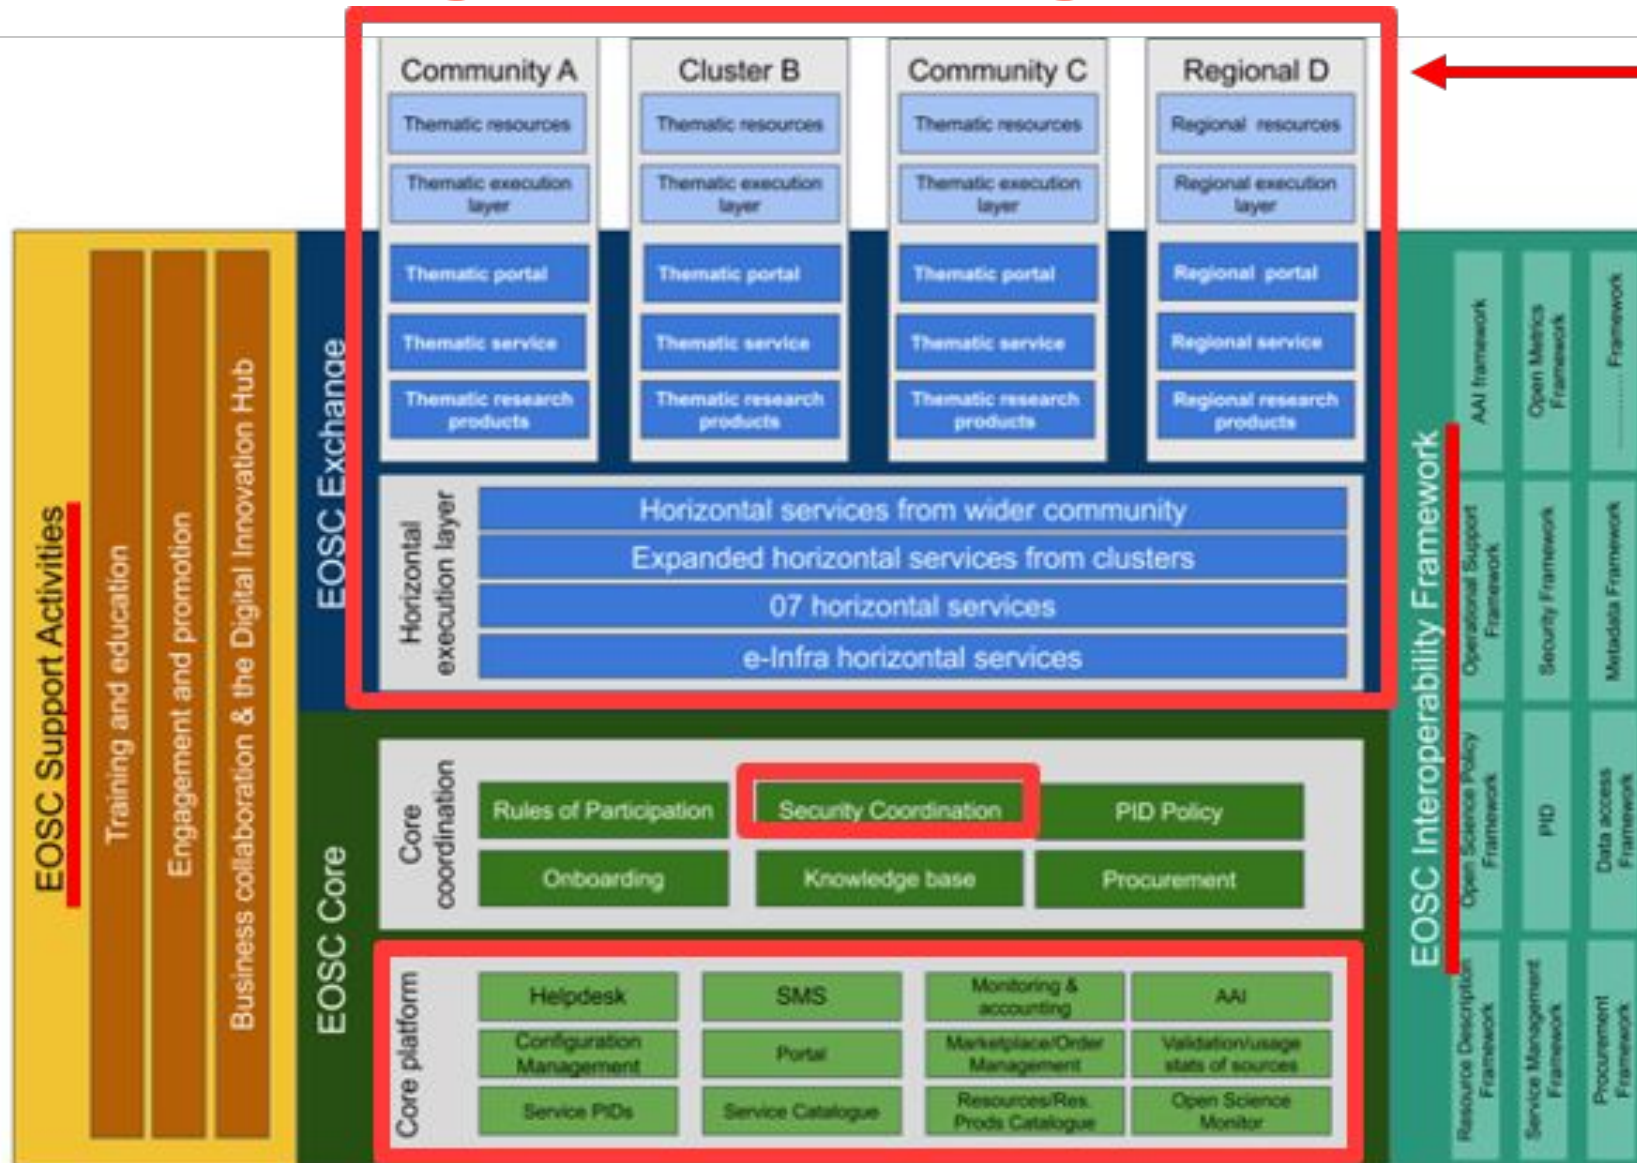 Community A
Thematic resources
Thematic execution
layer
Thematic portal
Thematic service
Thematic research
products
Cluster B
Thematic resources
Thematic execution
layer
Thematic portal
Thematic service
Thematic research
products
Community C
Thematic resources
Thematic execution
layer
Thematic portal
Thematic service
Thematic research
products
Regional D
Regional resources
Regional execution
layer
Regional portal
Regional service
Regional research
products
EOSC Support Activities
Training and education
Engagement and promotion
Business collaboration & the Digital Innovation Hub
EOSC Exchange
Horizontal
execution layer
Horizontal services from wider community
Expanded horizontal services from clusters
07 horizontal services
e-Infra horizontal services
EOSC Core
Core
coordination
Rules of Participation
Security Coordination
PID Policy
Onboarding
Knowledge base
Procurement
Core platform
Helpdesk
SMS
Monitoring &
accounting
AAI
Configuration
Management
Portal
Marketplace/Order
Management
Validation/usage
stats of sources
Service PIDs
Service Catalogue
Resources/Res.
Prods Catalogue
Open Science
Monitor
EOSC Interoperability Framework
AAI framework
Open Metrics
Framework
.......... Framework
Operational Support
Framework
Security Framework
Metadata Framework
Open Science Policy
Framework
PID
Data access
Framework
Resource Description
Framework
Service Management
Framework
Procurement
Framework